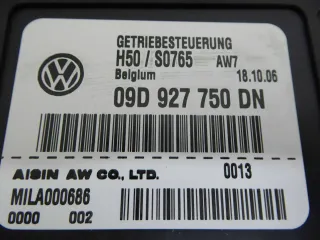 GETRIEBESTEUERUNG
H50 / S0765 AW7
Belgium 18.10.06
09D 927 750 DN
AISIN AW CO., LTD. 0013
MILA000686
0000 002